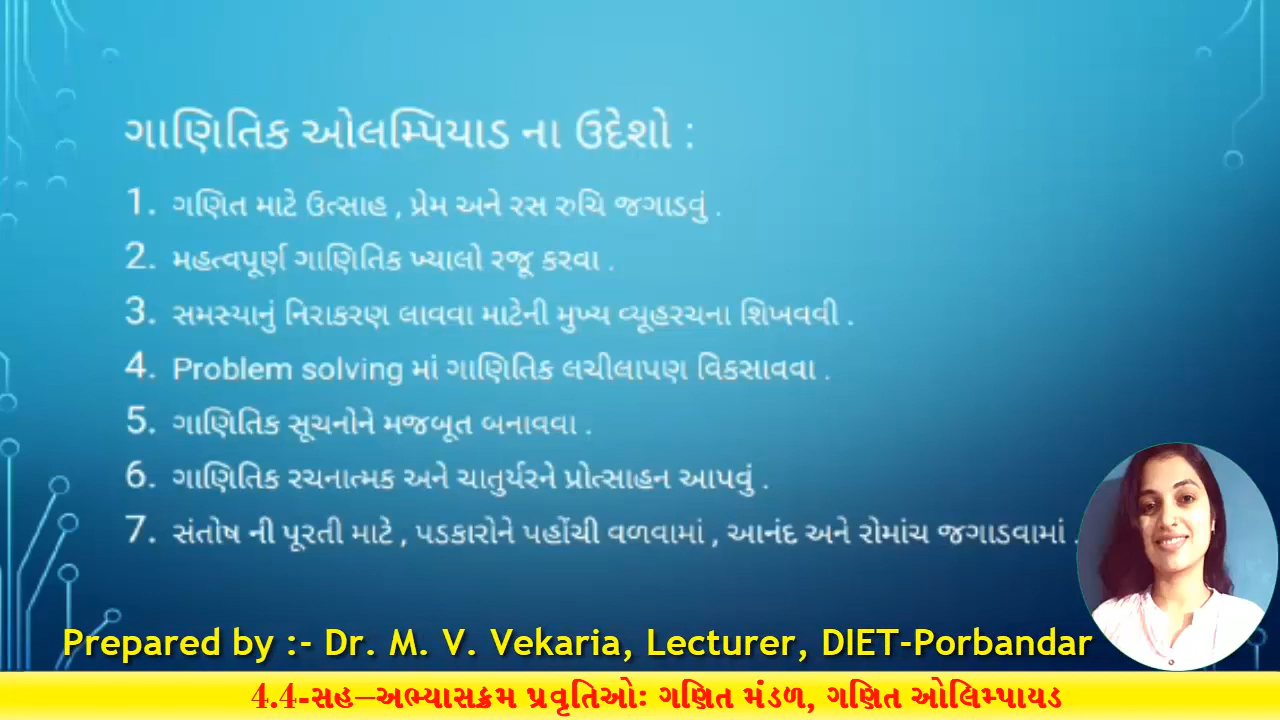 ગાણિતિક ઓલમ્પિયાડ ના ઉદેશો :
1. ગણિત માટે ઉત્સાહ , પ્રેમ અને રસ રુચિ જગાડવું .
2. મહત્વપૂર્ણ ગાણિતિક ખ્યાલો રજૂ કરવા .
3. સમસ્યાનું નિરાકરણ લાવવા માટેની મુખ્ય વ્યૂહરચના શિખવવી .
4. Problem solving માં ગાણિતિક લચીલાપણ વિકસાવવા .
5. ગાણિતિક સૂચનોને મજબૂત બનાવવા .
6. ગાણિતિક રચનાત્મક અને ચાતુર્યરને પ્રોત્સાહન આપવું .
7. સંતોષ ની પૂરતી માટે , પડકારોને પહોંચી વળવામાં , આનંદ અને રોમાંચ જગાડવામાં .
Prepared by :- Dr. M. V. Vekaria, Lecturer, DIET-Porbandar
4.4-સહ–અભ્યાસક્રમ પ્રવૃતિઓઃ ગણિત મંડળ, ગણિત ઓલિમ્પાયડ